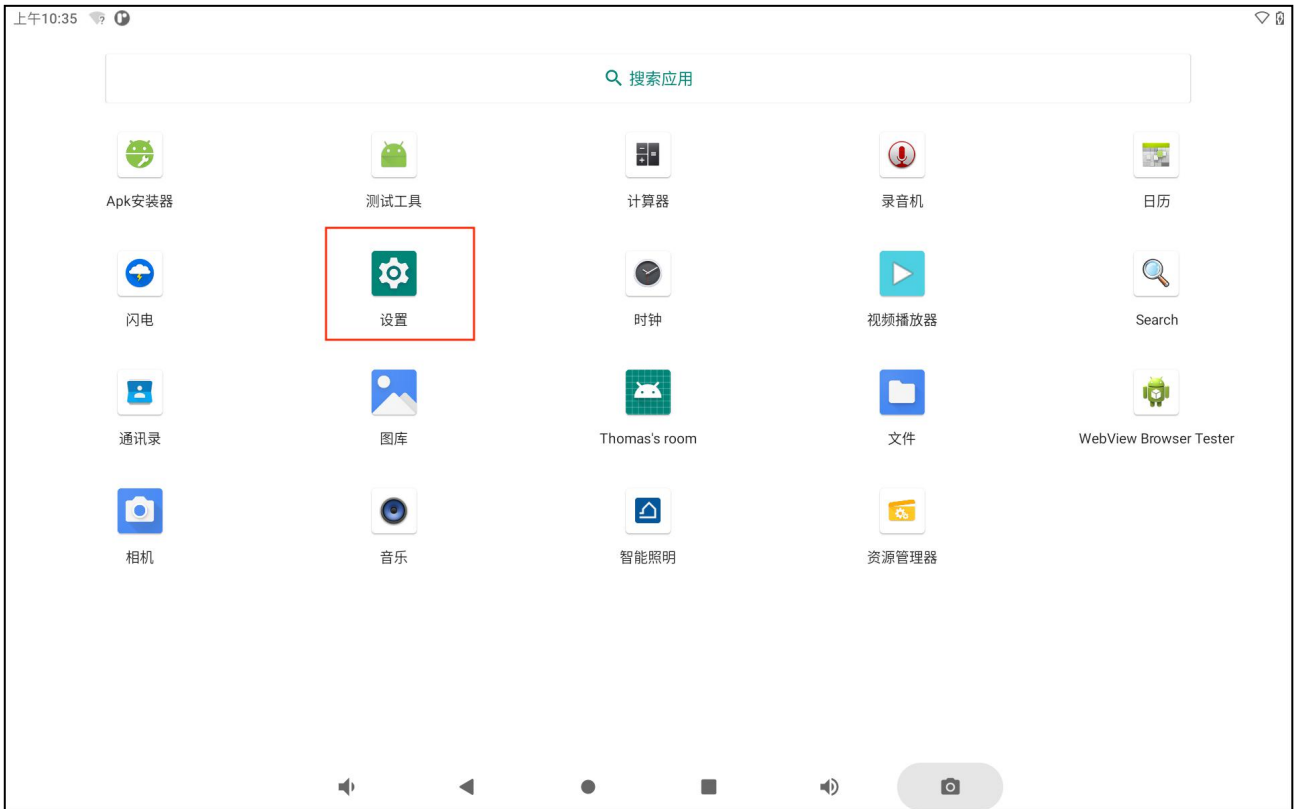 上午10:35
搜索应用
Apk安装器
测试工具
计算器
录音机
日历
闪电
设置
时钟
视频播放器
Search
通讯录
图库
Thomas's room
文件
WebView Browser Tester
相机
音乐
智能照明
资源管理器